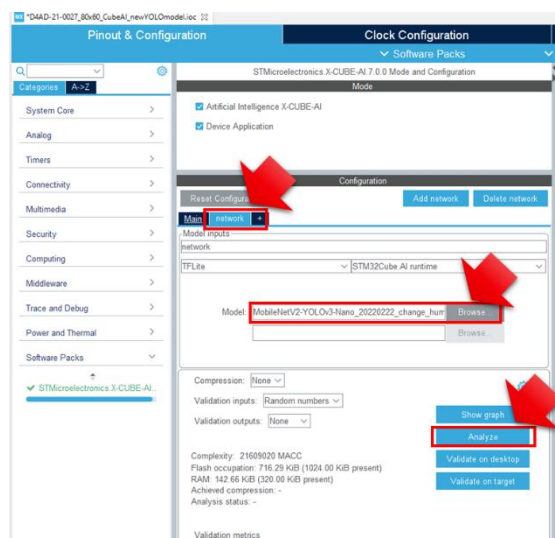 *D4AD-21-0027_80x60_CubeAI_newYOLOmodel.ioc
Pinout & Configuration
Clock Configuration
Software Packs
STMicroelectronics.X-CUBE-AI.7.0.0 Mode and Configuration
Categories
A->Z
Mode
System Core
Artificial Intelligence X-CUBE-AI
Device Application
Analog
Timers
Connectivity
Configuration
Multimedia
Reset
Add network
Delete network
Main
network
+
Security
Model inputs
network
Computing
TFLite
STM32Cube.AI runtime
Middleware
Trace and Debug
Model:
MobileNetV2-YOLOv3-Nano_20220222_change_hum
Browse...
Power and Thermal
Browse...
Software Packs
STMicroelectronics.X-CUBE-AI..
Compression:
None
Validation inputs:
Random numbers
Validation outputs:
None
Show graph
Analyze
Complexity: 21609020 MACC
Validate on desktop
Flash occupation: 716.29 KiB (1024.00 KiB present)
RAM: 142.66 KiB (320.00 KiB present)
Validate on target
Achieved compression: -
Analysis status: -
Validation metrics